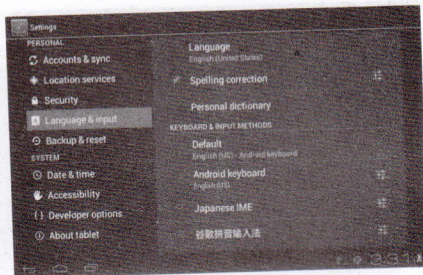 Settings
PERSONAL
Accounts & sync
Location services
Security
Language & input
Backup & reset
SYSTEM
Date & time
Accessibility
Developer options
About tablet
Language
English (United States)
Spelling correction
Personal dictionary
KEYBOARD & INPUT METHODS
Default
English (US) - Android keyboard
Android keyboard
English (US)
Japanese IME
谷歌拼音输入法
3:31